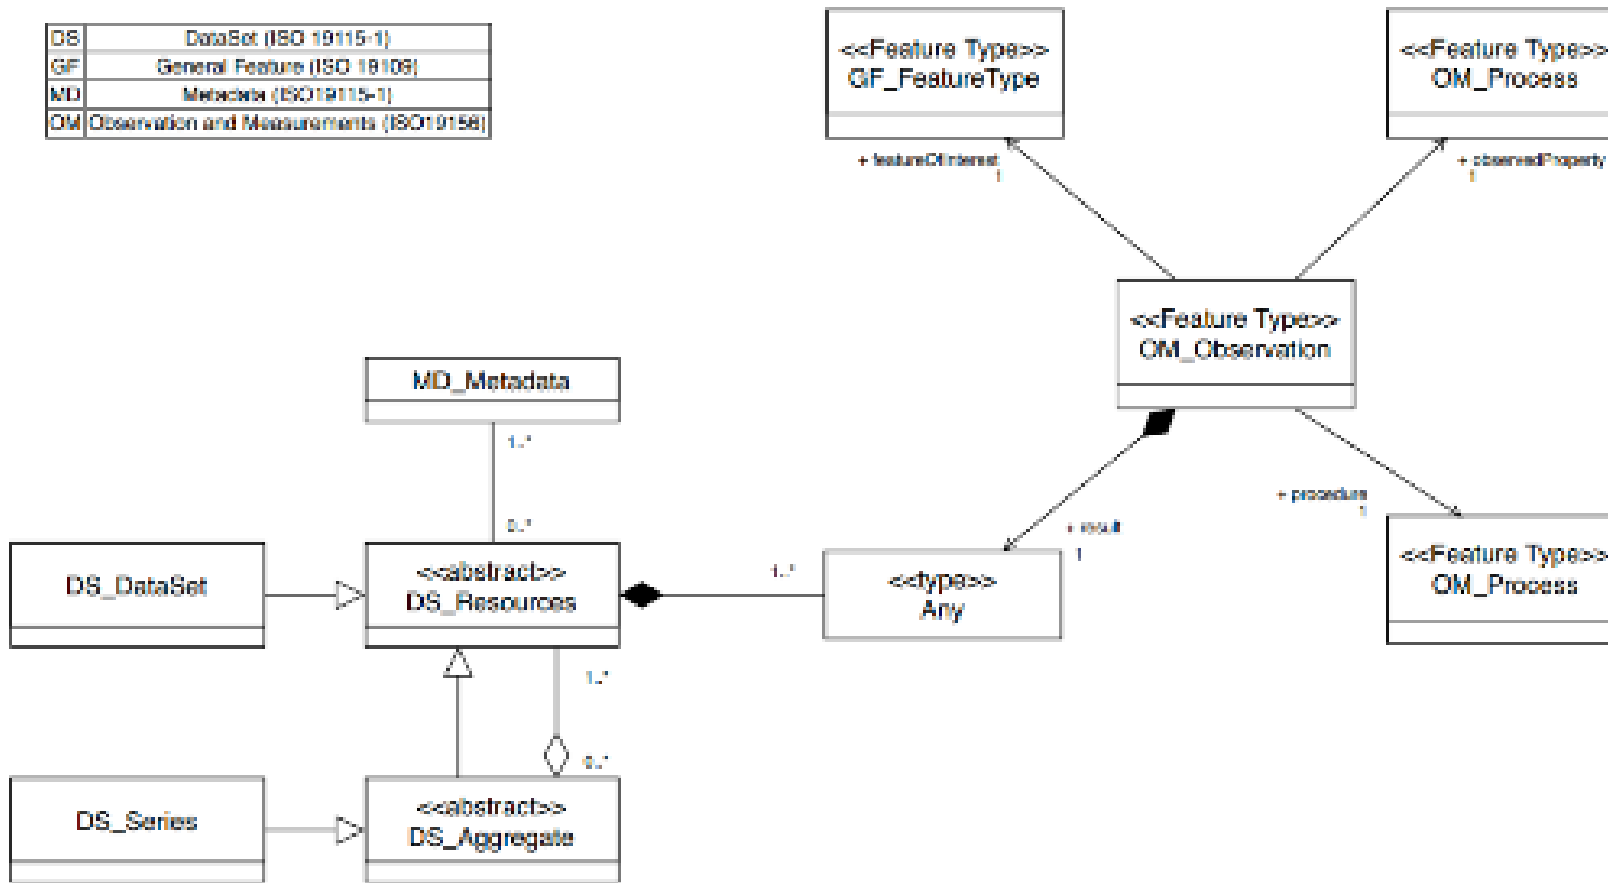 DS DataSet (ISO 19115-1)
GF General Feature (ISO 19109)
MD Metadata (ISO19115-1)
OM Observation and Measurements (ISO19156)
<<Feature Type>>
GF_FeatureType
<<Feature Type>>
OM_Process
+ featureOfInterest
1
+ observedProperty
1
<<Feature Type>>
OM_Observation
MD_Metadata
1..*
0..*
+ procedure
1
+ result
1
DS_DataSet
<<abstract>>
DS_Resources
1..*
<<type>>
Any
<<Feature Type>>
OM_Process
1..*
0..*
DS_Series
<<abstract>>
DS_Aggregate